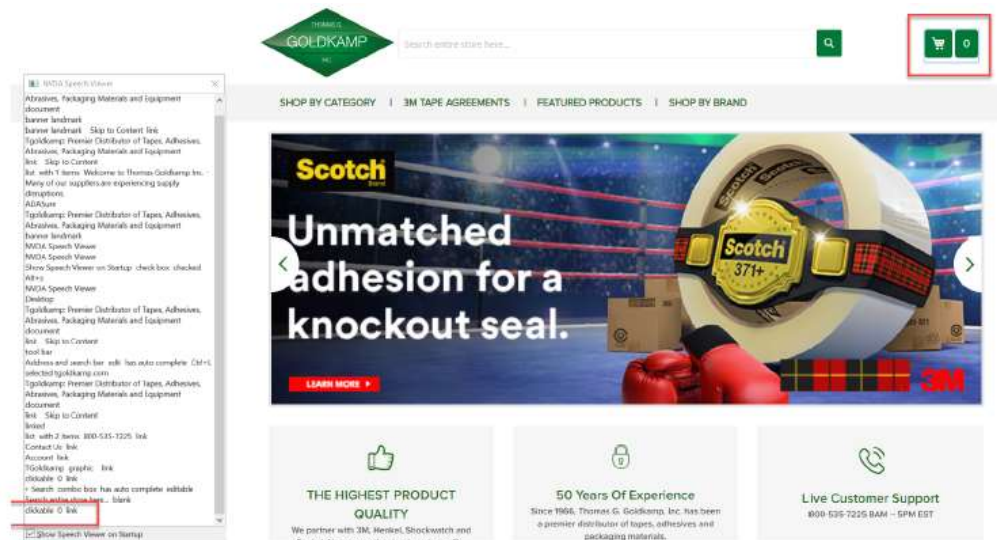 THOMAS G.
GOLDKAMP
INC
Search entire store here...
0
SHOP BY CATEGORY | 3M TAPE AGREEMENTS | FEATURED PRODUCTS | SHOP BY BRAND
NVDA Speech Viewer
Abrasives, Packaging Materials and Equipment
document
banner landmark
banner landmark Skip to Content link
Tgoldkamp: Premier Distributor of Tapes, Adhesives,
Abrasives, Packaging Materials and Equipment
link Skip to Content
list with 1 items Welcome to Thomas Goldkamp Inc. -
Many of our suppliers are experiencing supply
disruptions.
ADASure
Tgoldkamp: Premier Distributor of Tapes, Adhesives,
Abrasives, Packaging Materials and Equipment
banner landmark
NVDA Speech Viewer
NVDA Speech Viewer
Show Speech Viewer on Startup check box checked
Alt+s
NVDA Speech Viewer
Desktop
Tgoldkamp: Premier Distributor of Tapes, Adhesives,
Abrasives, Packaging Materials and Equipment
document
link Skip to Content
tool bar
Address and search bar edit has auto complete Ctrl+L
selected tgoldkamp.com
Tgoldkamp: Premier Distributor of Tapes, Adhesives,
Abrasives, Packaging Materials and Equipment
document
link Skip to Content
linked
list with 2 items 800-535-7225 link
Contact Us link
Account link
TGoldkamp graphic link
clickable 0 link
Search combo box has auto complete editable
Search entire store here... blank
clickable 0 link
Show Speech Viewer on Startup
Scotch
Brand
Unmatched
adhesion for a
knockout seal.
LEARN MORE
Scotch
Scotch
371+
3M
THE HIGHEST PRODUCT
QUALITY
We partner with 3M, Henkel, Shockwatch and
50 Years Of Experience
Since 1966, Thomas G. Goldkamp, Inc. has been
a premier distributor of tapes, adhesives and
packaging materials.
Live Customer Support
800-535-7225 8AM – 5PM EST